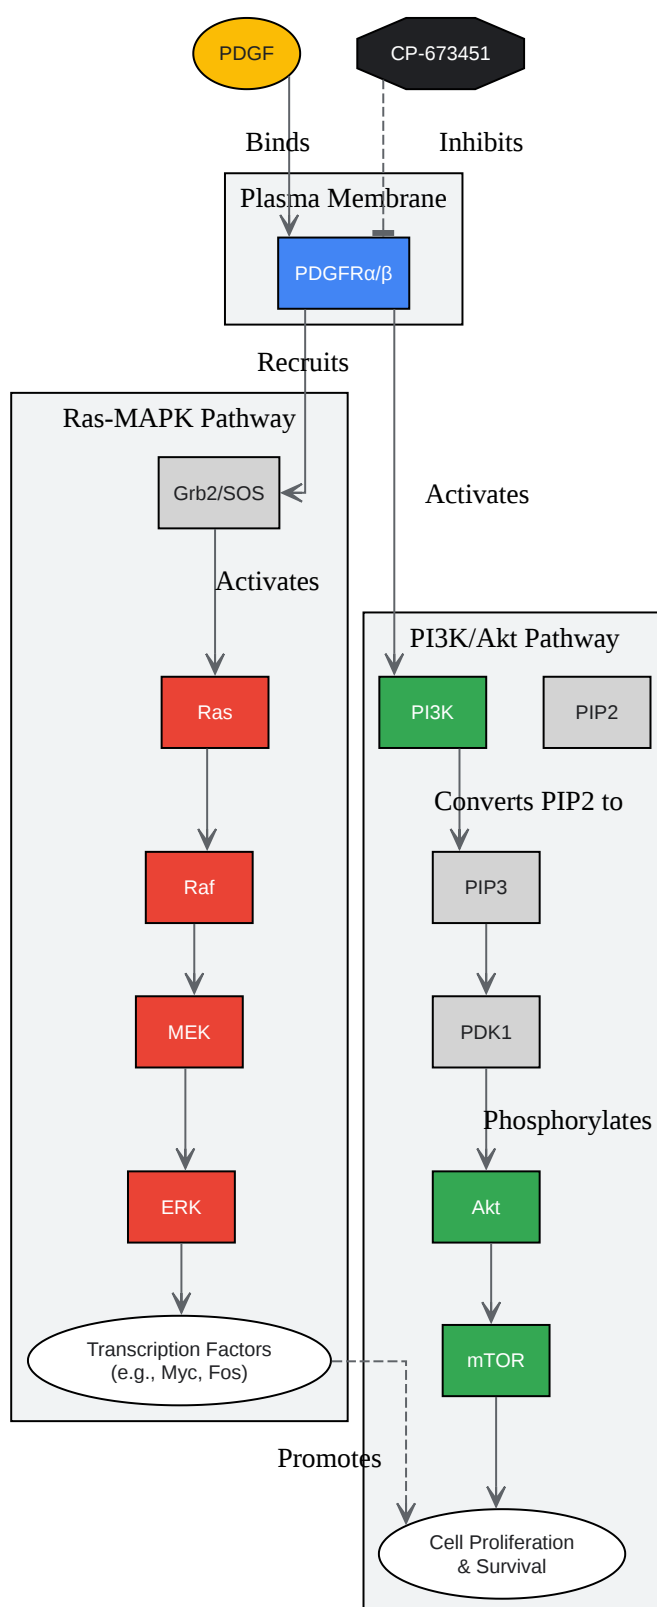 PDGF
CP-673451
Binds
Inhibits
Plasma Membrane
PDGFRα/β
Recruits
Ras-MAPK Pathway
Grb2/SOS
Activates
Activates
PI3K/Akt Pathway
Ras
PI3K
PIP2
Converts PIP2 to
Raf
PIP3
MEK
PDK1
Phosphorylates
ERK
Akt
Transcription Factors
(e.g., Myc, Fos)
mTOR
Promotes
Cell Proliferation
& Survival